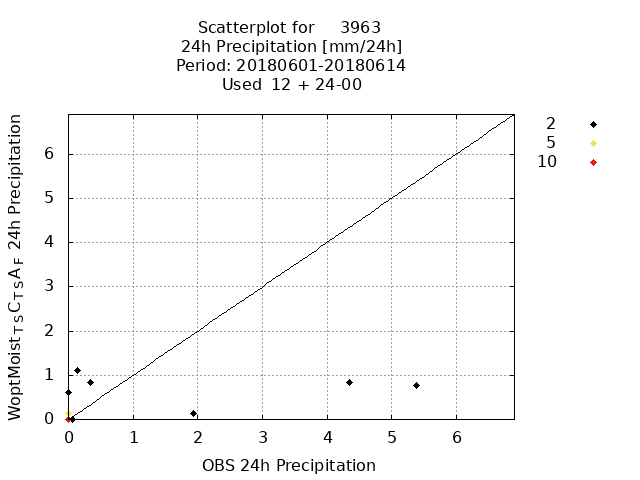 Scatterplot for 3963
24h Precipitation [mm/24h]
Period: 20180601-20180614
Used 12 + 24-00
WoptMoist T S C T S A F 24h Precipitation
6
5
4
3
2
1
0
0 1 2 3 4 5 6
OBS 24h Precipitation
2
5
10